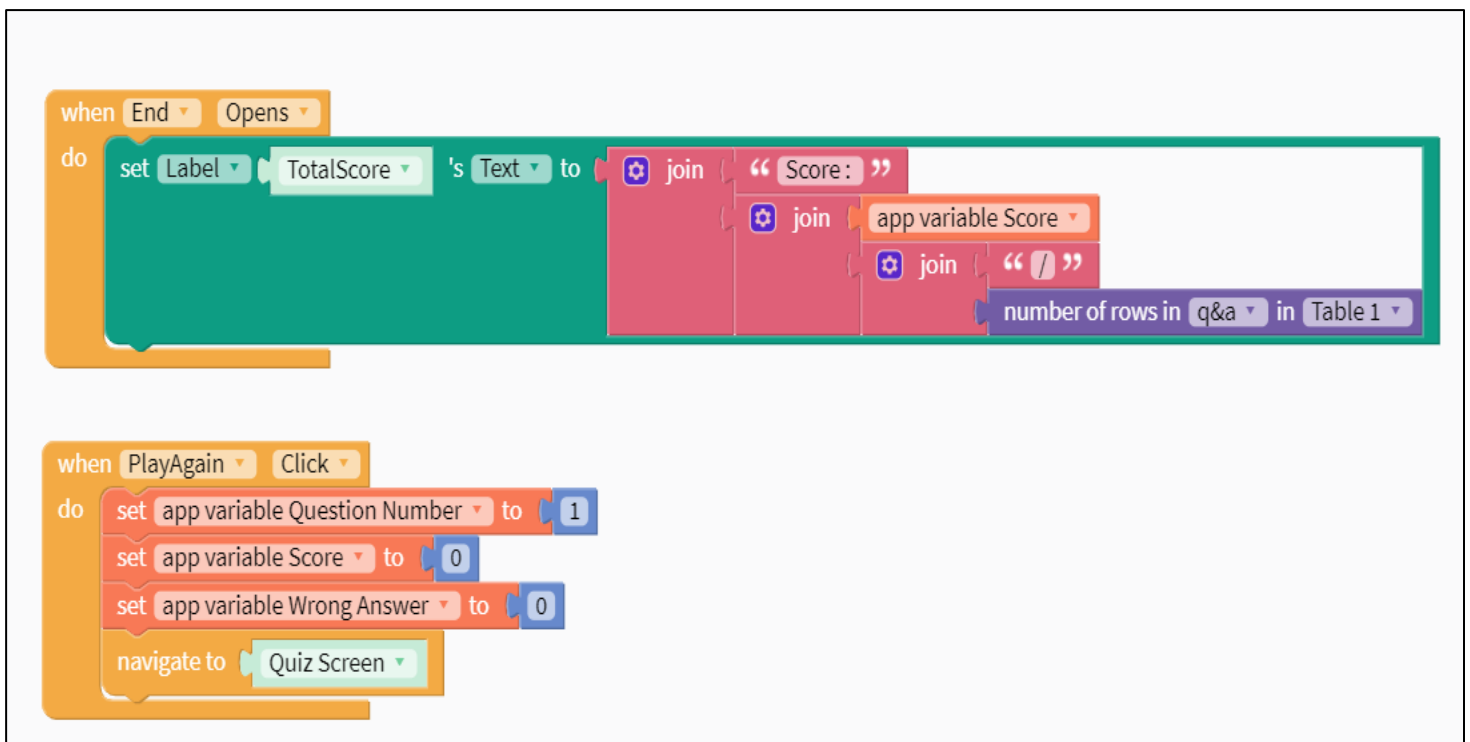 when End Opens
do set Label TotalScore 's Text to join “ Score: ”
join app variable Score
join “ / ”
number of rows in q&a in Table 1
when PlayAgain Click
do set app variable Question Number to 1
set app variable Score to 0
set app variable Wrong Answer to 0
navigate to Quiz Screen